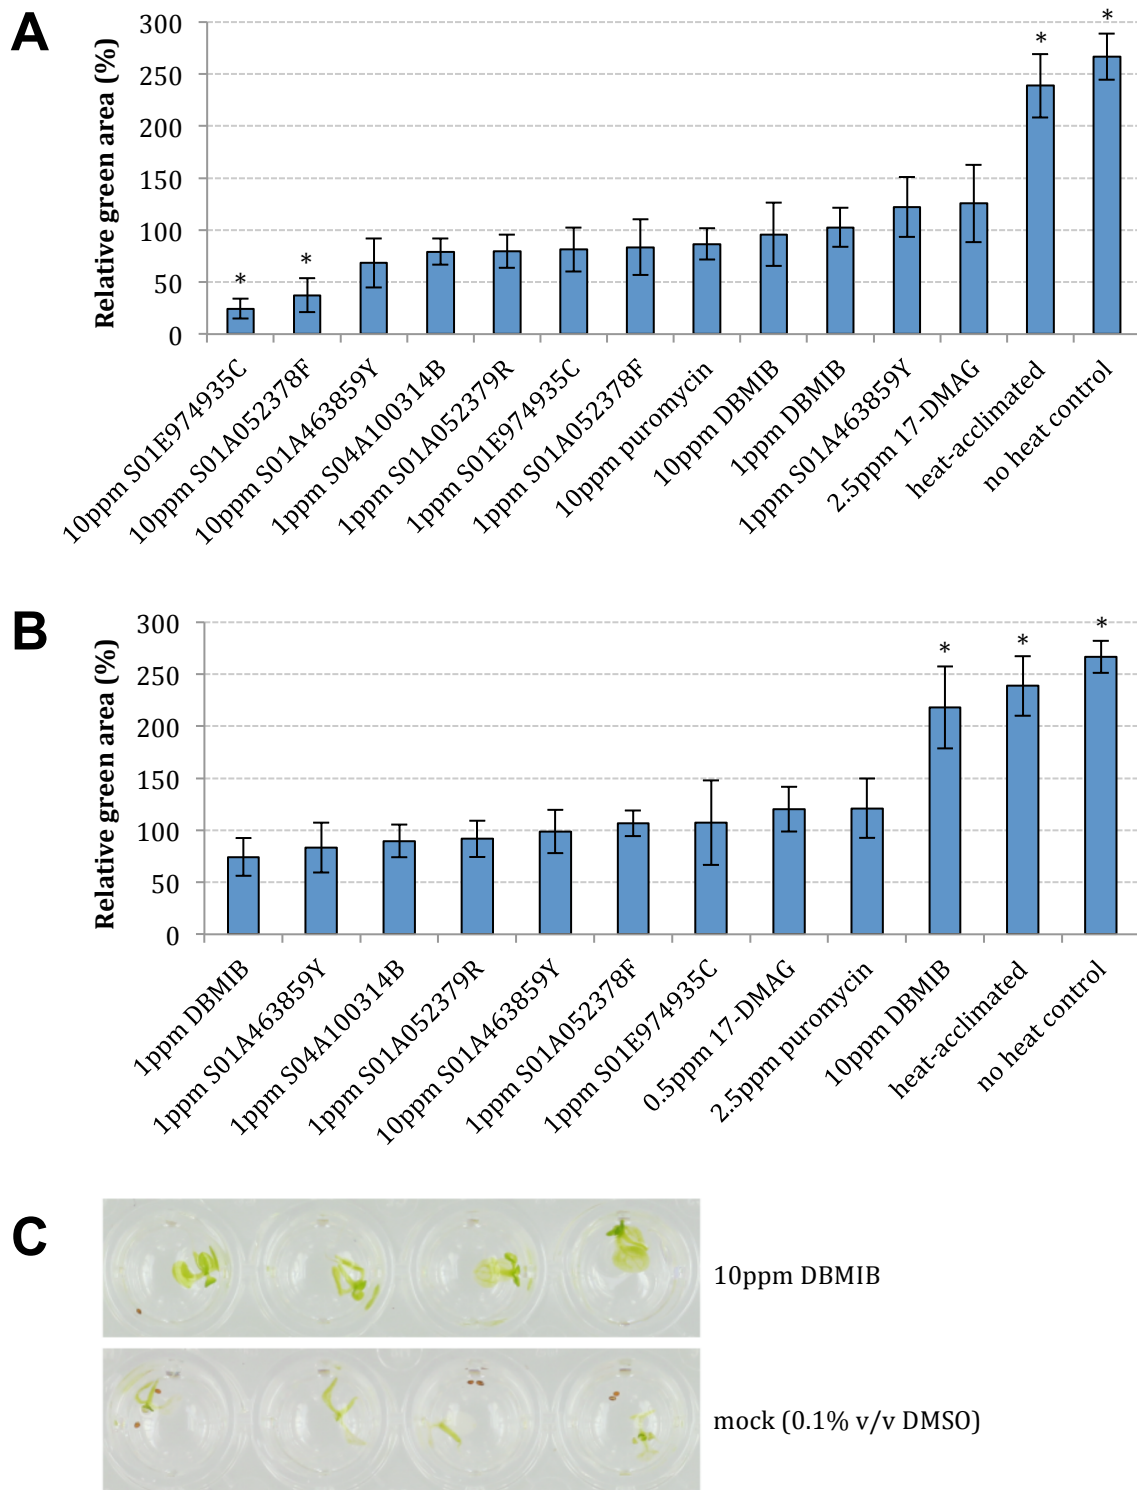 A
Relative green area (%)
300
250
200
150
100
50
0
*
*
*
*
10ppm S01E974935C
10ppm S01A052378F
10ppm S01A463859Y
1ppm S04A100314B
1ppm S01A052379R
1ppm S01E974935C
1ppm S01A052378F
10ppm puromycin
10ppm DBMIB
1ppm DBMIB
1ppm S01A463859Y
2.5ppm 17-DMAG
heat-acclimated
no heat control
B
Relative green area (%)
300
250
200
150
100
50
0
*
*
*
1ppm DBMIB
1ppm S01A463859Y
1ppm S04A100314B
1ppm S01A052379R
10ppm S01A463859Y
1ppm S01A052378F
1ppm S01E974935C
0.5ppm 17-DMAG
2.5ppm puromycin
10ppm DBMIB
heat-acclimated
no heat control
C
10ppm DBMIB
mock (0.1% v/v DMSO)